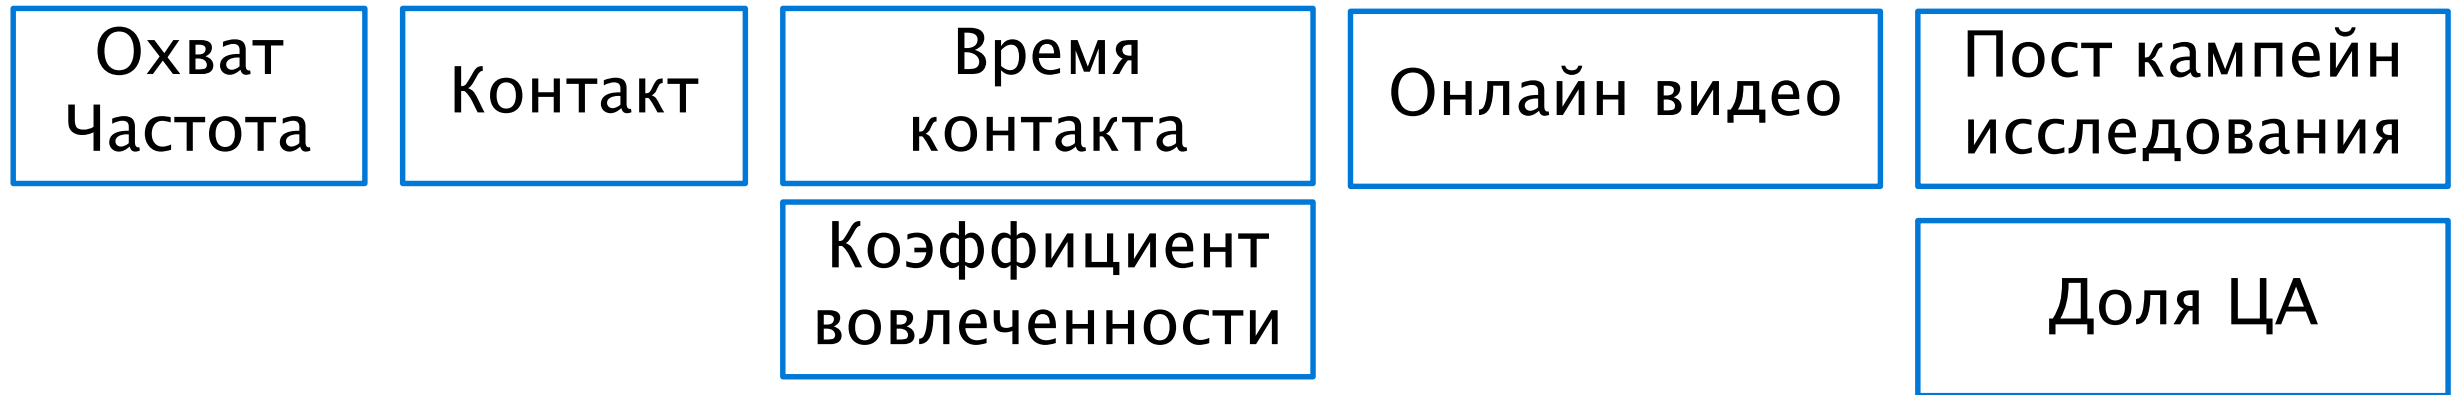 Охват
Частота
Контакт
Время
контакта
Онлайн видео
Пост кампейн
исследования
Коэффициент
вовлеченности
Доля ЦА